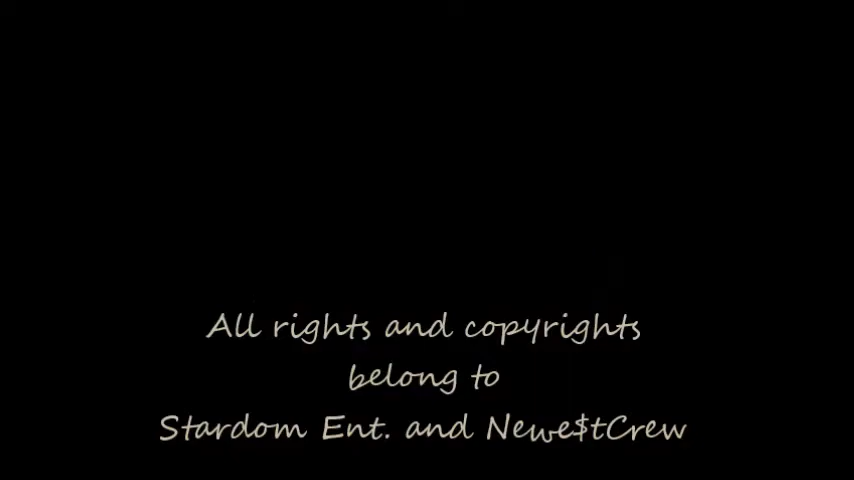 All rights and copyrights
belong to
Stardom Ent. and Newe$tCrew